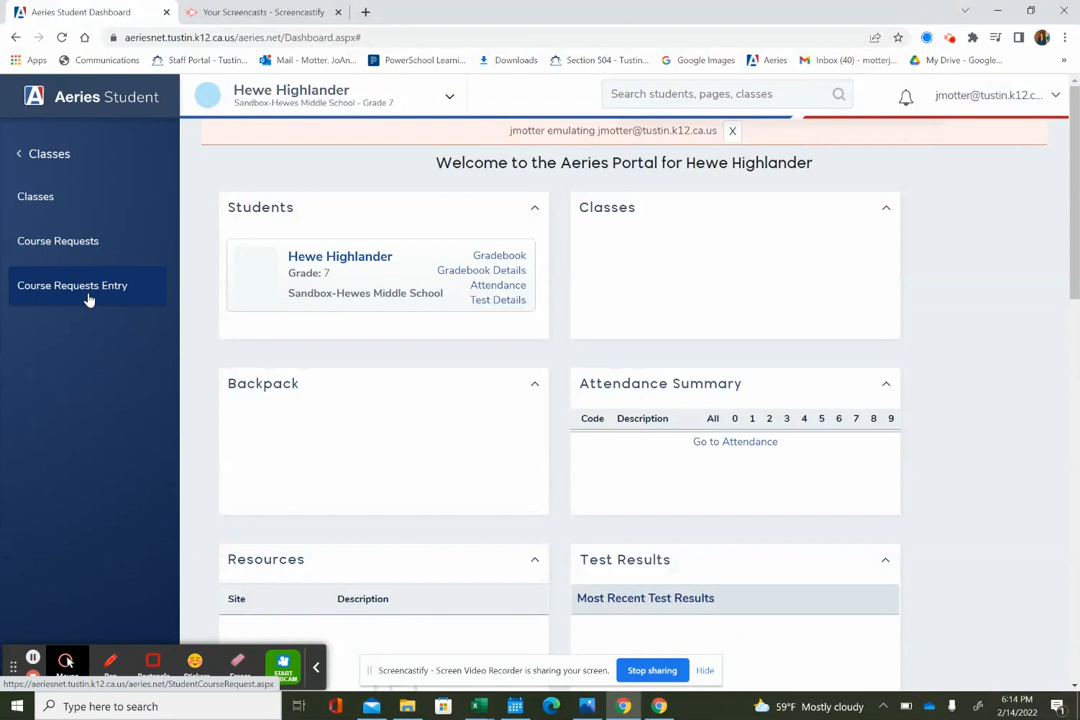 Aeries Student Dashboard
Your Screencasts - Screencastify
aeriesnet.tustin.k12.ca.us/aeries.net/Dashboard.aspx#
Apps
Communications
Staff Portal - Tustin...
Mail - Motter, JoAn...
PowerSchool Learni...
Downloads
Section 504 - Tustin...
Google Images
Aeries
Inbox (40) - motterj...
My Drive - Google...
Aeries Student
Hewe Highlander
Sandbox-Hewes Middle School - Grade 7
Search students, pages, classes
jmotter@tustin.k12.c...
jmotter emulating jmotter@tustin.k12.ca.us
X
Classes
Classes
Course Requests
Course Requests Entry
Welcome to the Aeries Portal for Hewe Highlander
Students
Hewe Highlander
Grade: 7
Sandbox-Hewes Middle School
Gradebook
Gradebook Details
Attendance
Test Details
Classes
Backpack
Attendance Summary
Code Description All 0 1 2 3 4 5 6 7 8 9
Go to Attendance
Resources
Site Description
Test Results
Most Recent Test Results
START
Screencastify - Screen Video Recorder is sharing your screen.
Stop sharing
Hide
https://aeriesnet.tustin.k12.ca.us/aeries.net/StudentCourseRequest.aspx
Type here to search
59°F Mostly cloudy
6:14 PM
2/14/2022